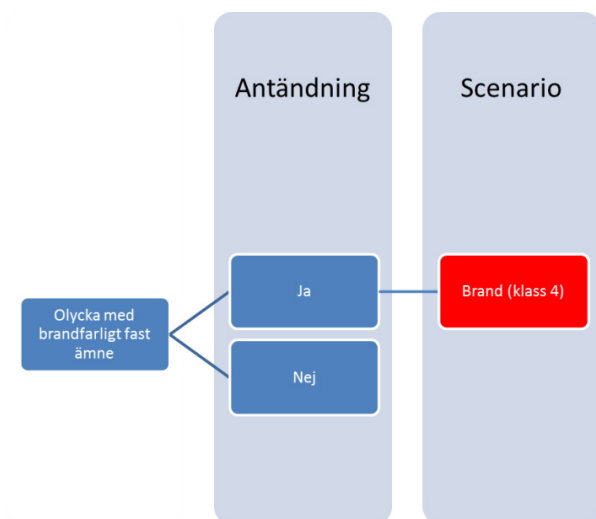 Antändning
Scenario
Ja
Brand (klass 4)
Olycka med
brandfarligt fast
ämne
Nej